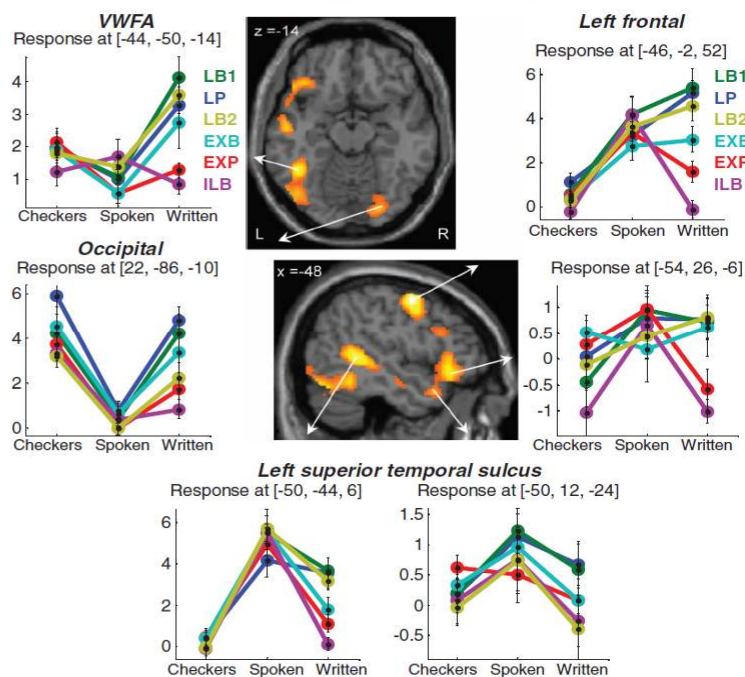 VWFA
Response at [-44, -50, -14]
4
3
2
1
Checkers Spoken Written
LB1
LP
LB2
EXB
EXP
ILB
z = -14
L R
Left frontal
Response at [-46, -2, 52]
6
4
2
0
Checkers Spoken Written
LB1
LP
LB2
EXB
EXP
ILB
Occipital
Response at [22, -86, -10]
6
4
2
0
Checkers Spoken Written
x = -48
Response at [-54, 26, -6]
1
0.5
0
-0.5
-1
Checkers Spoken Written
Left superior temporal sulcus
Response at [-50, -44, 6]
6
4
2
0
Checkers Spoken Written
Response at [-50, 12, -24]
1.5
1
0.5
0
-0.5
Checkers Spoken Written